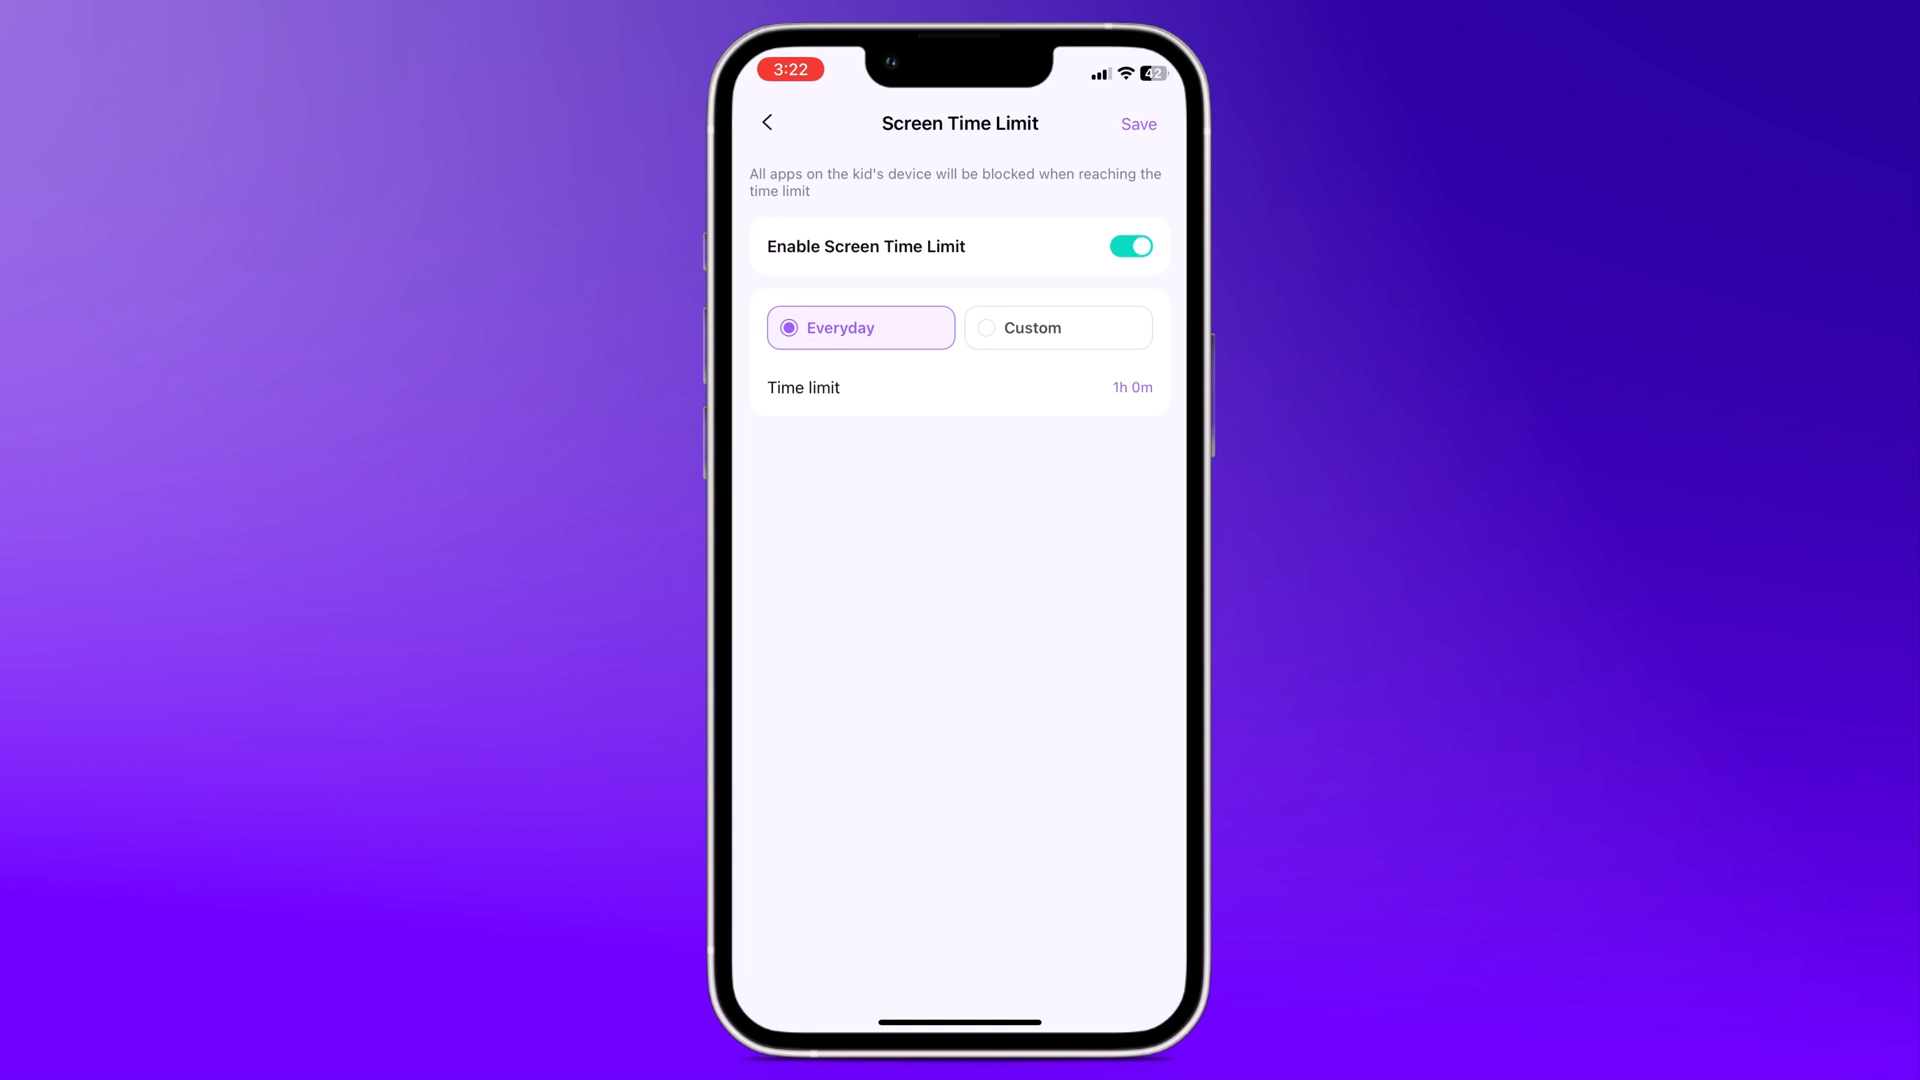 3:22
42
Screen Time Limit
Save
All apps on the kid's device will be blocked when reaching the
time limit
Enable Screen Time Limit
Everyday
Custom
Time limit
1h 0m